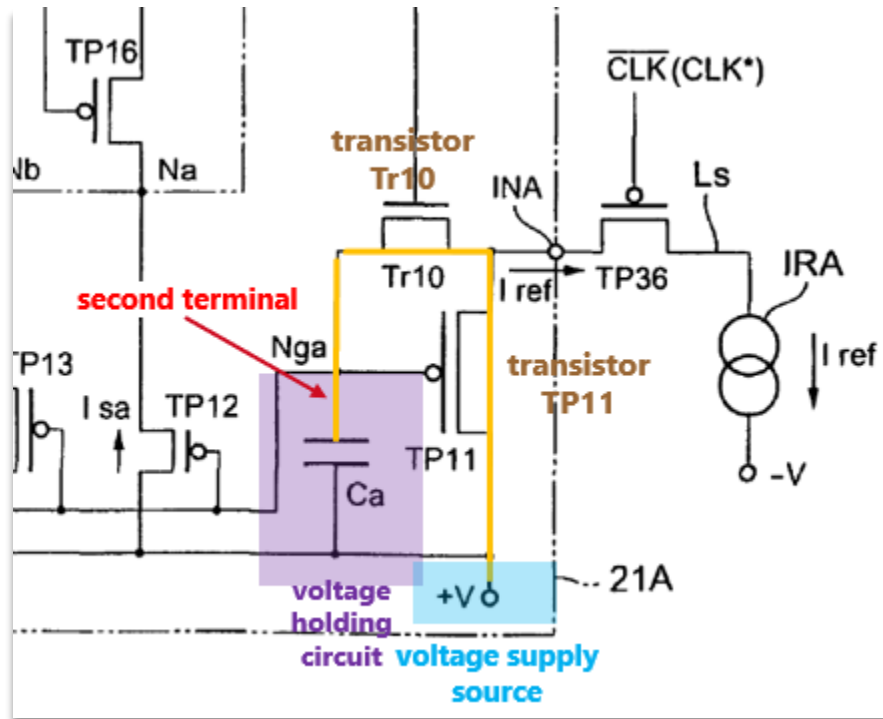 TP16
CLK (CLK*)
transistor
Tr10
Nb
Na
INA
Ls
Tr10
I ref
TP36
IRA
second terminal
Nga
transistor
TP11
I ref
TP13
I sa
TP12
TP11
Ca
-V
+V
21A
voltage
holding
circuit
voltage supply
source